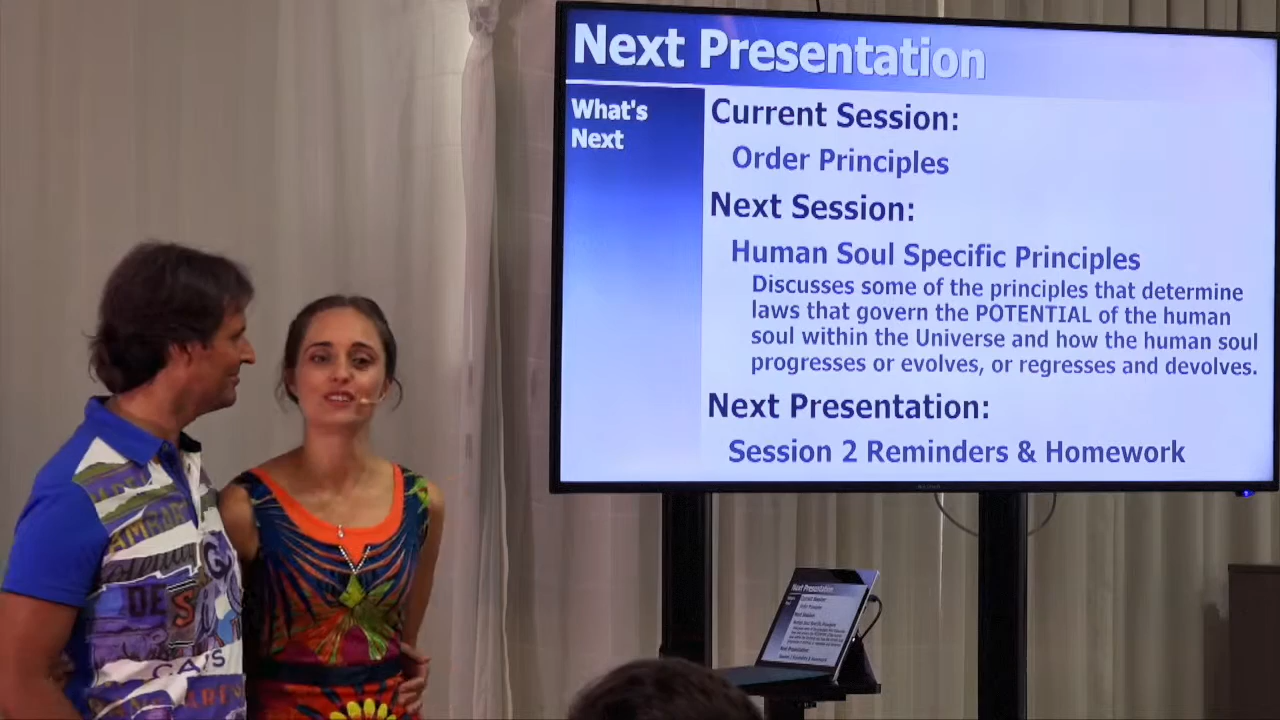 Next Presentation
What's
Next
Current Session:
Order Principles
Next Session:
Human Soul Specific Principles
Discusses some of the principles that determine
laws that govern the POTENTIAL of the human
soul within the Universe and how the human soul
progresses or evolves, or regresses and devolves.
Next Presentation:
Session 2 Reminders & Homework
Next Presentation